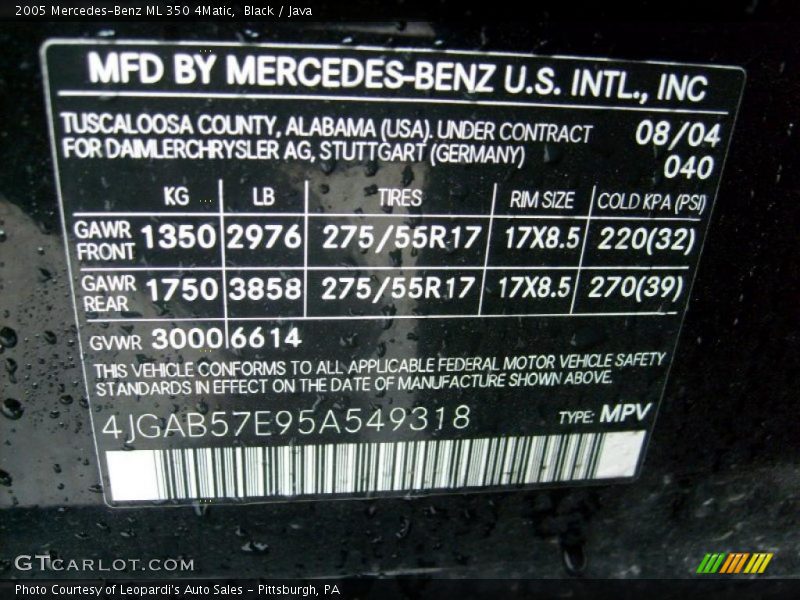 2005 Mercedes-Benz ML 350 4Matic, Black / Java
MFD BY MERCEDES-BENZ U.S. INTL., INC
TUSCALOOSA COUNTY, ALABAMA (USA). UNDER CONTRACT 08/04
FOR DAIMLERCHRYSLER AG, STUTTGART (GERMANY) 040
KG LB TIRES RIM SIZE COLD KPA (PSI)
GAWR FRONT 1350 2976 275/55R17 17X8.5 220(32)
GAWR REAR 1750 3858 275/55R17 17X8.5 270(39)
GVWR 3000 6614
THIS VEHICLE CONFORMS TO ALL APPLICABLE FEDERAL MOTOR VEHICLE SAFETY
STANDARDS IN EFFECT ON THE DATE OF MANUFACTURE SHOWN ABOVE.
4JGAB57E95A549318 TYPE: MPV
GTCARLOT.COM
Photo Courtesy of Leopardi's Auto Sales - Pittsburgh, PA